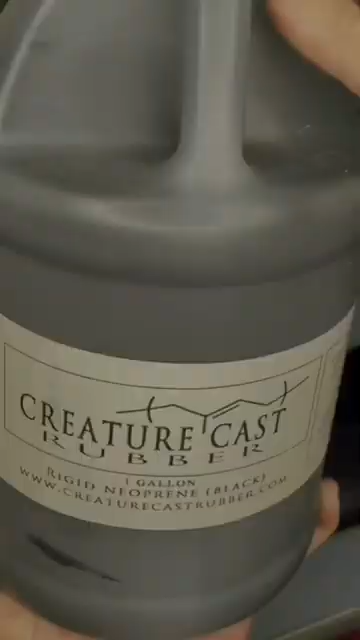 CREATURE CAST
RUBBER
1 GALLON
RIGID NEOPRENE (BLACK)
WWW.CREATURECASTRUBBER.COM